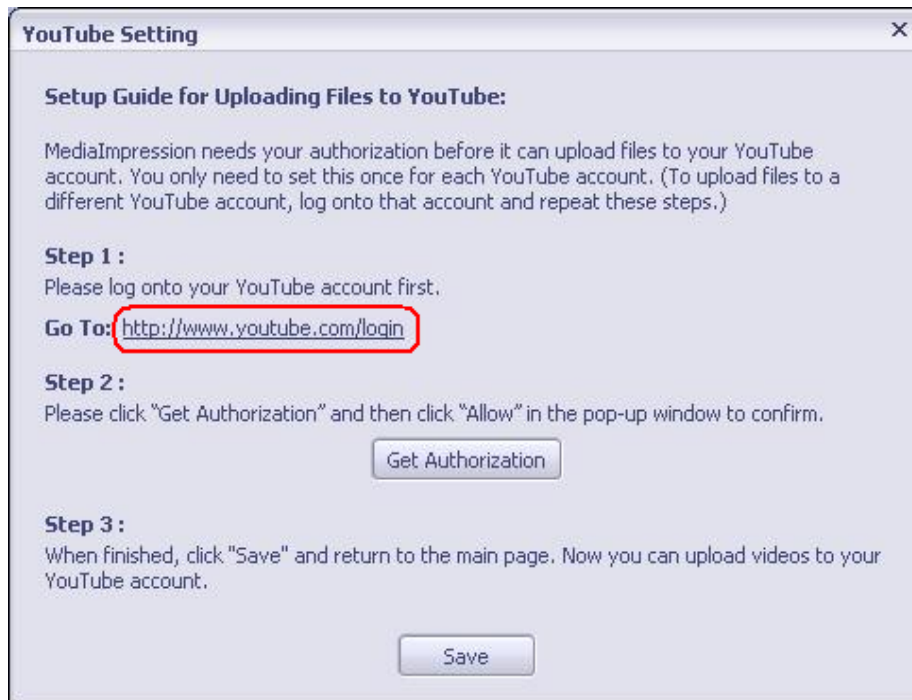 YouTube Setting
Setup Guide for Uploading Files to YouTube:
MediaImpression needs your authorization before it can upload files to your YouTube
account. You only need to set this once for each YouTube account. (To upload files to a
different YouTube account, log onto that account and repeat these steps.)
Step 1 :
Please log onto your YouTube account first.
Go To: http://www.youtube.com/login
Step 2 :
Please click “Get Authorization” and then click “Allow” in the pop-up window to confirm.
Get Authorization
Step 3 :
When finished, click "Save" and return to the main page. Now you can upload videos to your
YouTube account.
Save